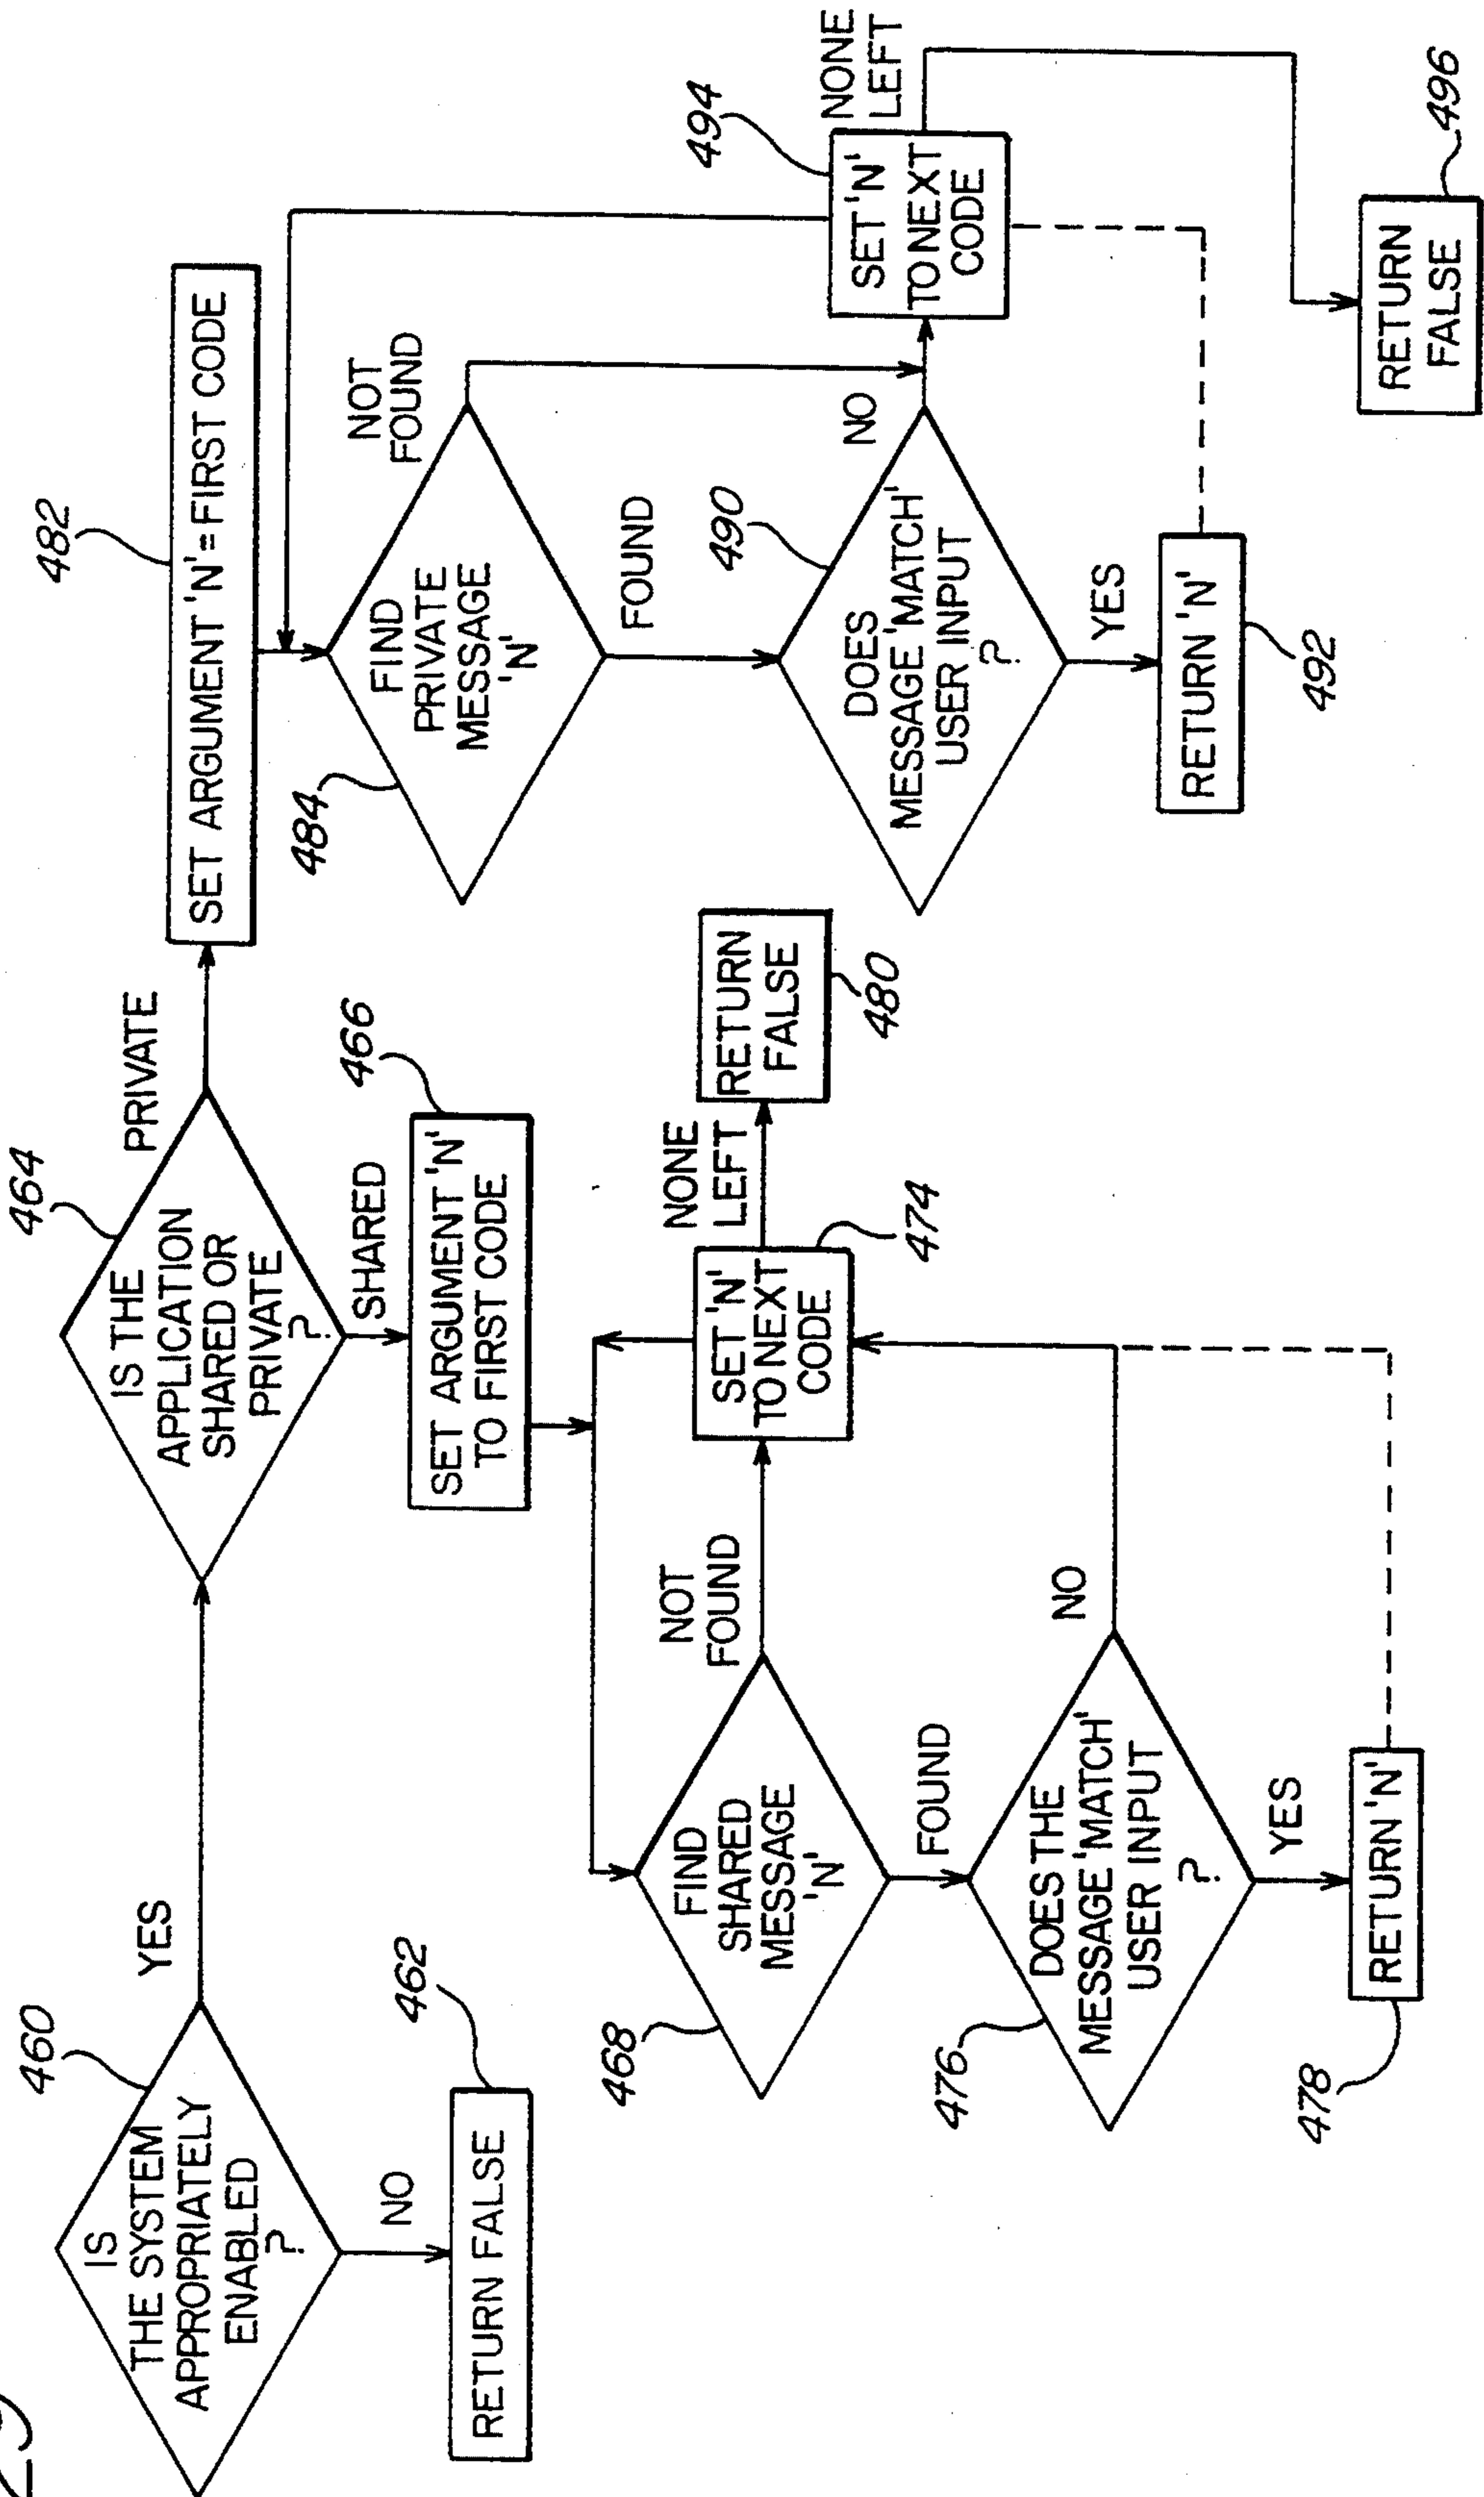 460
IS
THE SYSTEM
APPROPRIATELY
ENABLED
?
YES
NO
462
RETURN FALSE
464
IS THE
APPLICATION
SHARED OR
PRIVATE
?
PRIVATE
SHARED
466
SET ARGUMENT 'N'
TO FIRST CODE
468
FIND
SHARED
MESSAGE
'N'
NOT
FOUND
FOUND
474
SET 'N'
TO NEXT
CODE
NONE
LEFT
RETURN
FALSE
480
476
DOES THE
MESSAGE 'MATCH'
USER INPUT
?
NO
YES
478
RETURN 'N'
482
SET ARGUMENT 'N'=FIRST CODE
484
FIND
PRIVATE
MESSAGE
'N'
NOT
FOUND
FOUND
490
DOES
MESSAGE 'MATCH'
USER INPUT
?
NO
YES
RETURN 'N'
492
494
SET 'N'
TO NEXT
CODE
NONE
LEFT
RETURN
FALSE
496